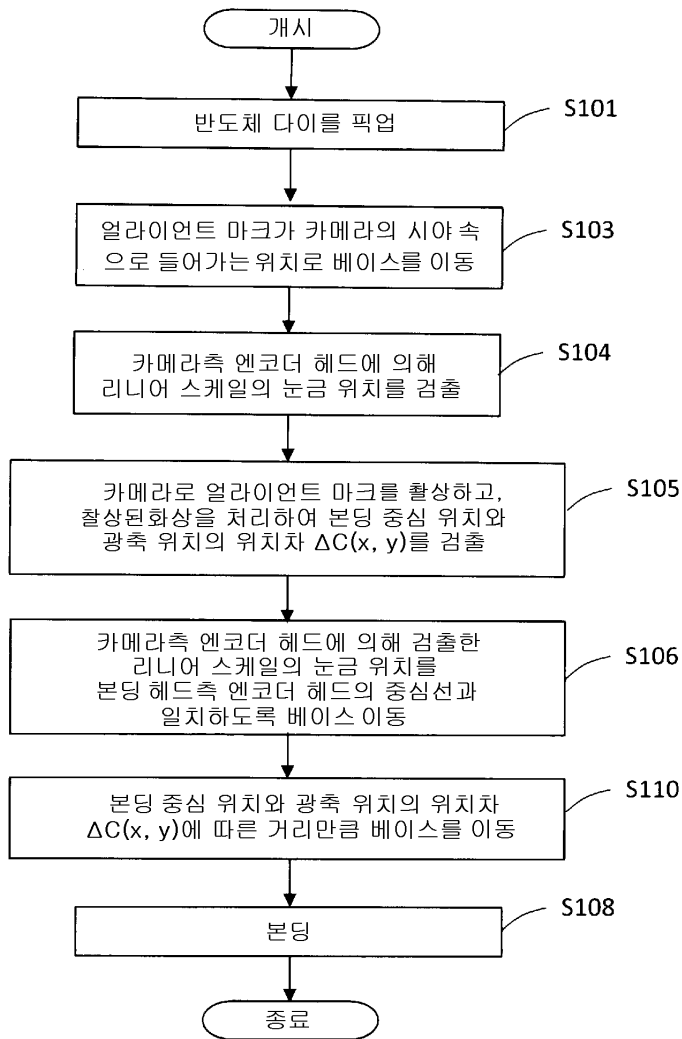 개시
반도체 다이를 픽업
S101
얼라이언트 마크가 카메라의 시야 속
으로 들어가는 위치로 베이스를 이동
S103
카메라측 엔코더 헤드에 의해
리니어 스케일의 눈금 위치를 검출
S104
카메라로 얼라이언트 마크를 촬상하고,
촬상된화상을 처리하여 본딩 중심 위치와
광축 위치의 위치차 ΔC(x, y)를 검출
S105
카메라측 엔코더 헤드에 의해 검출한
리니어 스케일의 눈금 위치를
본딩 헤드측 엔코더 헤드의 중심선과
일치하도록 베이스 이동
S106
본딩 중심 위치와 광축 위치의 위치차
ΔC(x, y)에 따른 거리만큼 베이스를 이동
S110
본딩
S108
종료